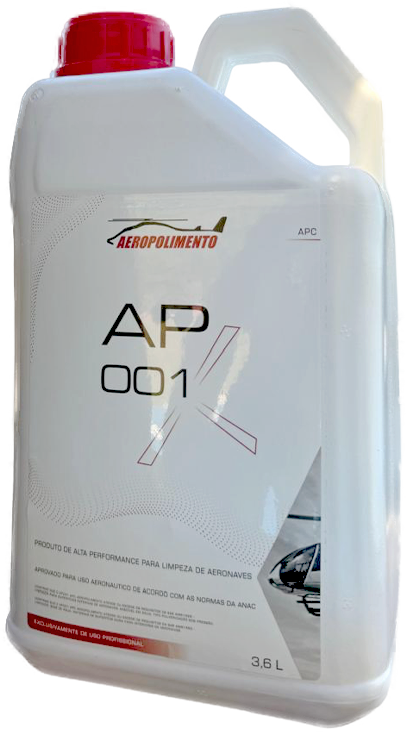 AEROPOLIMENTO
APC
AP
001
PRODUTO DE ALTA PERFORMANCE PARA LIMPEZA DE AERONAVES
APROVADO PARA USO AERONAUTICO DE ACORDO COM AS NORMAS DA ANAC
EXCLUSIVAMENTE DE USO PROFISSIONAL
3,6 L